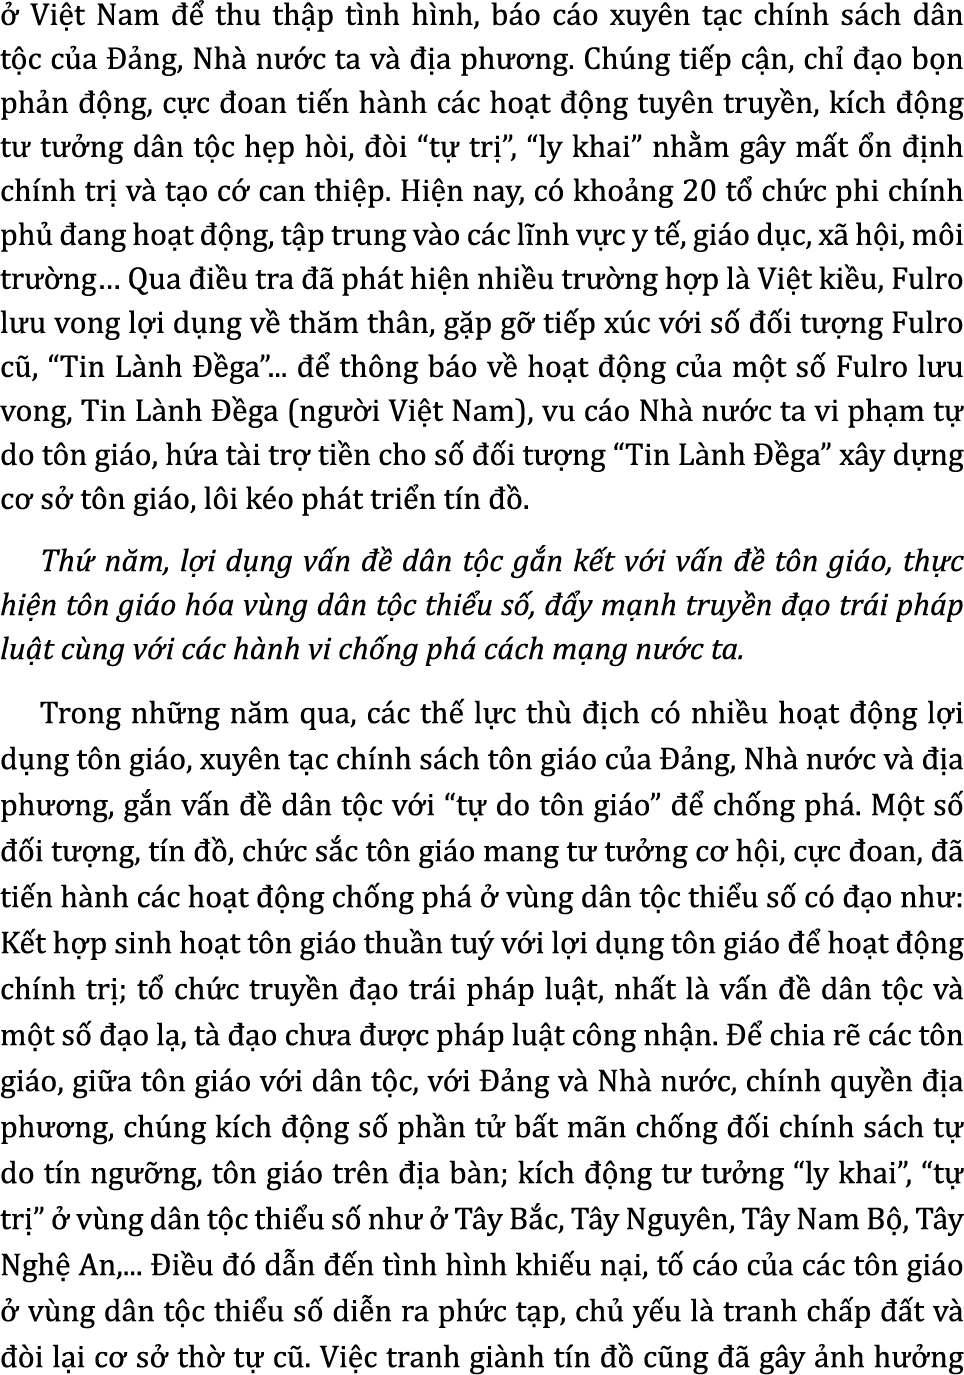 ở Việt Nam để thu thập tình hình, báo cáo xuyên tạc chính sách dân
tộc của Đảng, Nhà nước ta và địa phương. Chúng tiếp cận, chỉ đạo bọn
phản động, cực đoan tiến hành các hoạt động tuyên truyền, kích động
tư tưởng dân tộc hẹp hòi, đòi “tự trị”, “ly khai” nhằm gây mất ổn định
chính trị và tạo cớ can thiệp. Hiện nay, có khoảng 20 tổ chức phi chính
phủ đang hoạt động, tập trung vào các lĩnh vực y tế, giáo dục, xã hội, môi
trường... Qua điều tra đã phát hiện nhiều trường hợp là Việt kiều, Fulro
lưu vong lợi dụng về thăm thân, gặp gỡ tiếp xúc với số đối tượng Fulro
cũ, “Tin Lành Đềga”... để thông báo về hoạt động của một số Fulro lưu
vong, Tin Lành Đềga (người Việt Nam), vu cáo Nhà nước ta vi phạm tự
do tôn giáo, hứa tài trợ tiền cho số đối tượng “Tin Lành Đềga” xây dựng
cơ sở tôn giáo, lôi kéo phát triển tín đồ.
Thứ năm, lợi dụng vấn đề dân tộc gắn kết với vấn đề tôn giáo, thực
hiện tôn giáo hóa vùng dân tộc thiểu số, đẩy mạnh truyền đạo trái pháp
luật cùng với các hành vi chống phá cách mạng nước ta.
Trong những năm qua, các thế lực thù địch có nhiều hoạt động lợi
dụng tôn giáo, xuyên tạc chính sách tôn giáo của Đảng, Nhà nước và địa
phương, gắn vấn đề dân tộc với “tự do tôn giáo” để chống phá. Một số
đối tượng, tín đồ, chức sắc tôn giáo mang tư tưởng cơ hội, cực đoan, đã
tiến hành các hoạt động chống phá ở vùng dân tộc thiểu số có đạo như:
Kết hợp sinh hoạt tôn giáo thuần tuý với lợi dụng tôn giáo để hoạt động
chính trị; tổ chức truyền đạo trái pháp luật, nhất là vấn đề dân tộc và
một số đạo lạ, tà đạo chưa được pháp luật công nhận. Để chia rẽ các tôn
giáo, giữa tôn giáo với dân tộc, với Đảng và Nhà nước, chính quyền địa
phương, chúng kích động số phần tử bất mãn chống đối chính sách tự
do tín ngưỡng, tôn giáo trên địa bàn; kích động tư tưởng “ly khai”, “tự
trị” ở vùng dân tộc thiểu số như ở Tây Bắc, Tây Nguyên, Tây Nam Bộ, Tây
Nghệ An,... Điều đó dẫn đến tình hình khiếu nại, tố cáo của các tôn giáo
ở vùng dân tộc thiểu số diễn ra phức tạp, chủ yếu là tranh chấp đất và
đòi lại cơ sở thờ tự cũ. Việc tranh giành tín đồ cũng đã gây ảnh hưởng